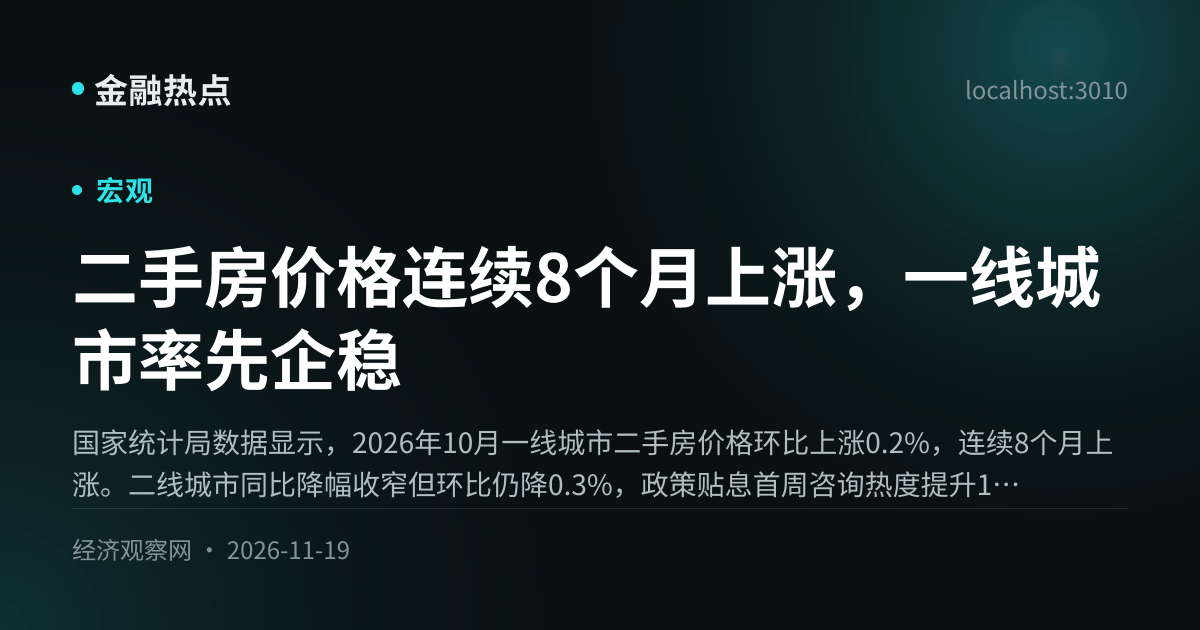 金融热点
localhost:3010
宏观
二手房价格连续8个月上涨，一线城
市率先企稳
国家统计局数据显示，2026年10月一线城市二手房价格环比上涨0.2%，连续8个月上
涨。二线城市同比降幅收窄但环比仍降0.3%，政策贴息首周咨询热度提升1…
经济观察网 • 2026-11-19